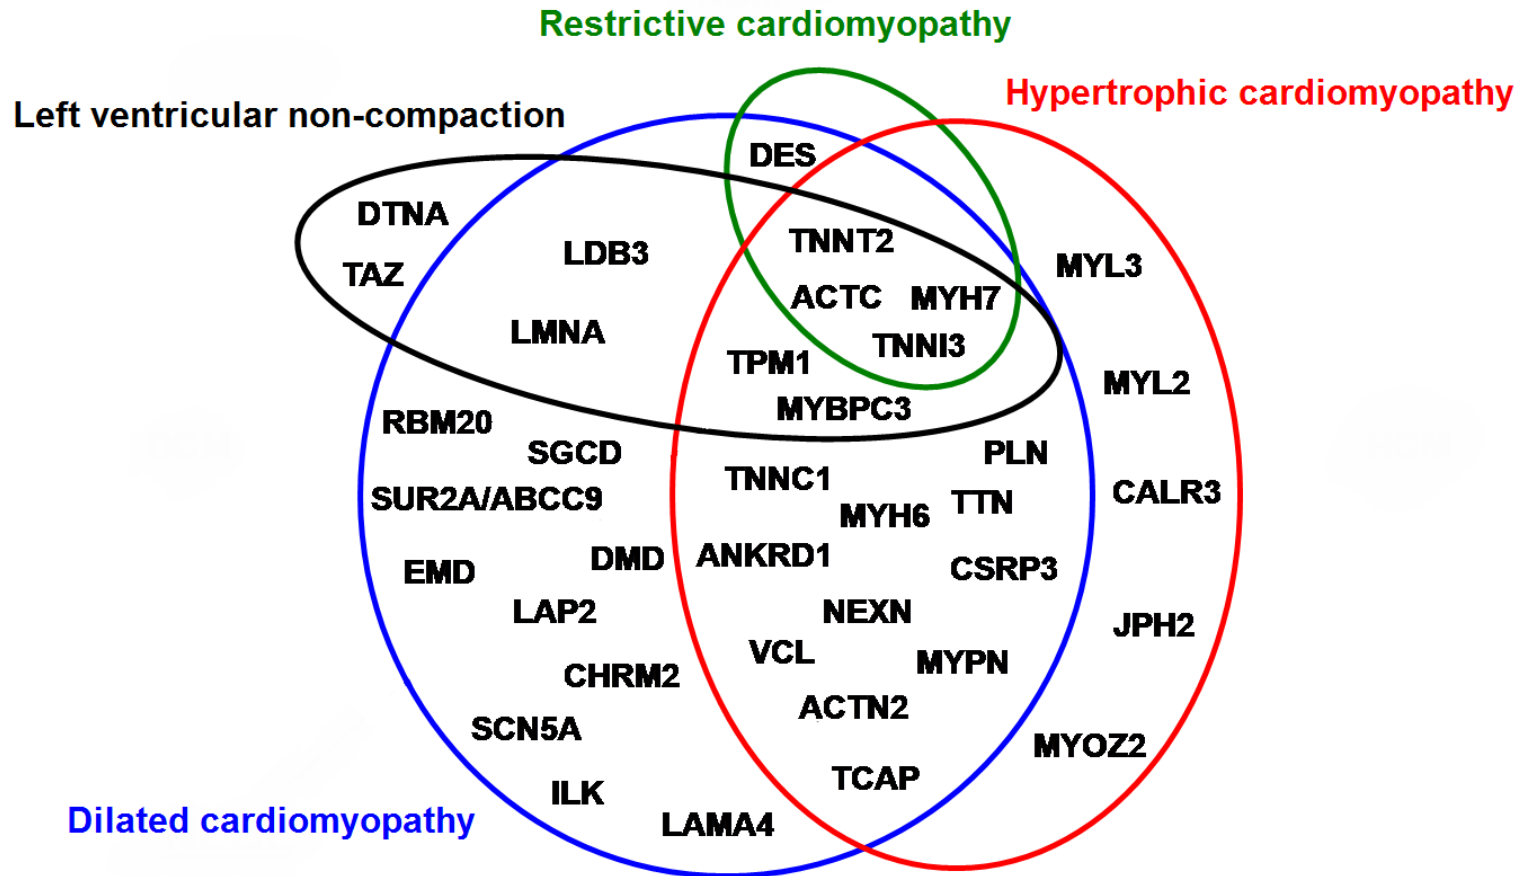 Restrictive cardiomyopathy
Hypertrophic cardiomyopathy
Left ventricular non-compaction
DES
DTNA
TNNT2
LDB3
MYL3
TAZ
ACTC
MYH7
LMNA
TNNI3
TPM1
MYL2
MYBPC3
RBM20
SGCD
PLN
TNNC1
CALR3
SUR2A/ABCC9
TTN
MYH6
DMD
ANKRD1
EMD
CSRP3
LAP2
NEXN
JPH2
VCL
MYPN
CHRM2
ACTN2
SCN5A
MYOZ2
TCAP
ILK
Dilated cardiomyopathy
LAMA4